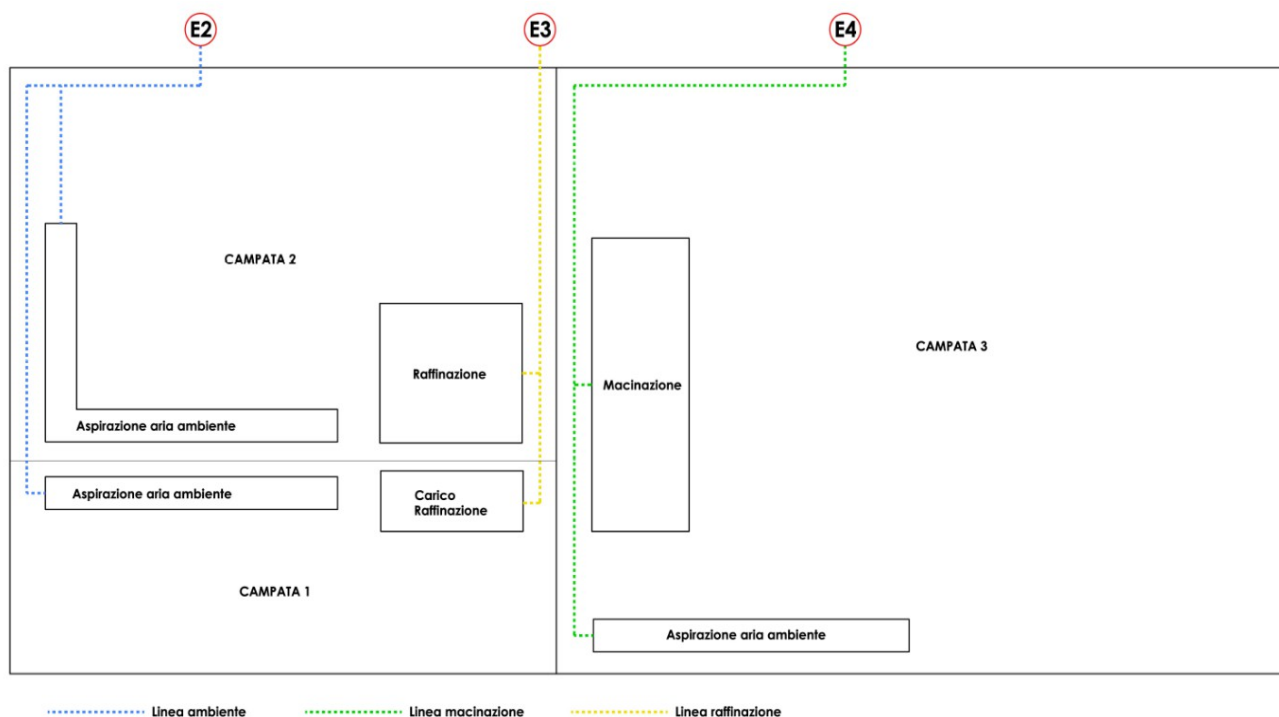 E2
E3
E4
CAMPATA 2
Raffinazione
Macinazione
CAMPATA 3
Aspirazione aria ambiente
Aspirazione aria ambiente
Carico
Raffinazione
CAMPATA 1
Aspirazione aria ambiente
Linea ambiente
Linea macinazione
Linea raffinazione